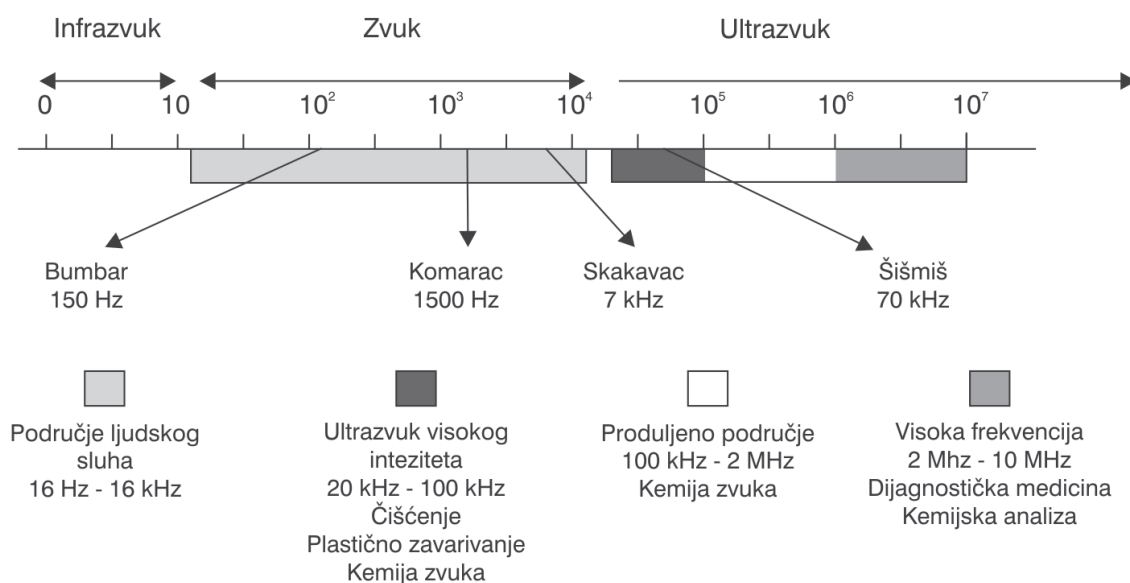 Infrazvuk Zvuk Ultrazvuk
0 10 10² 10³ 10⁴ 10⁵ 10⁶ 10⁷
Bumbar
150 Hz
Komarac
1500 Hz
Skakavac
7 kHz
Šišmiš
70 kHz
Područje ljudskog
sluha
16 Hz - 16 kHz
Ultrazvuk visokog
inteziteta
20 kHz - 100 kHz
Čišćenje
Plastično zavarivanje
Kemija zvuka
Produljeno područje
100 kHz - 2 MHz
Kemija zvuka
Visoka frekvencija
2 Mhz - 10 MHz
Dijagnostička medicina
Kemijska analiza